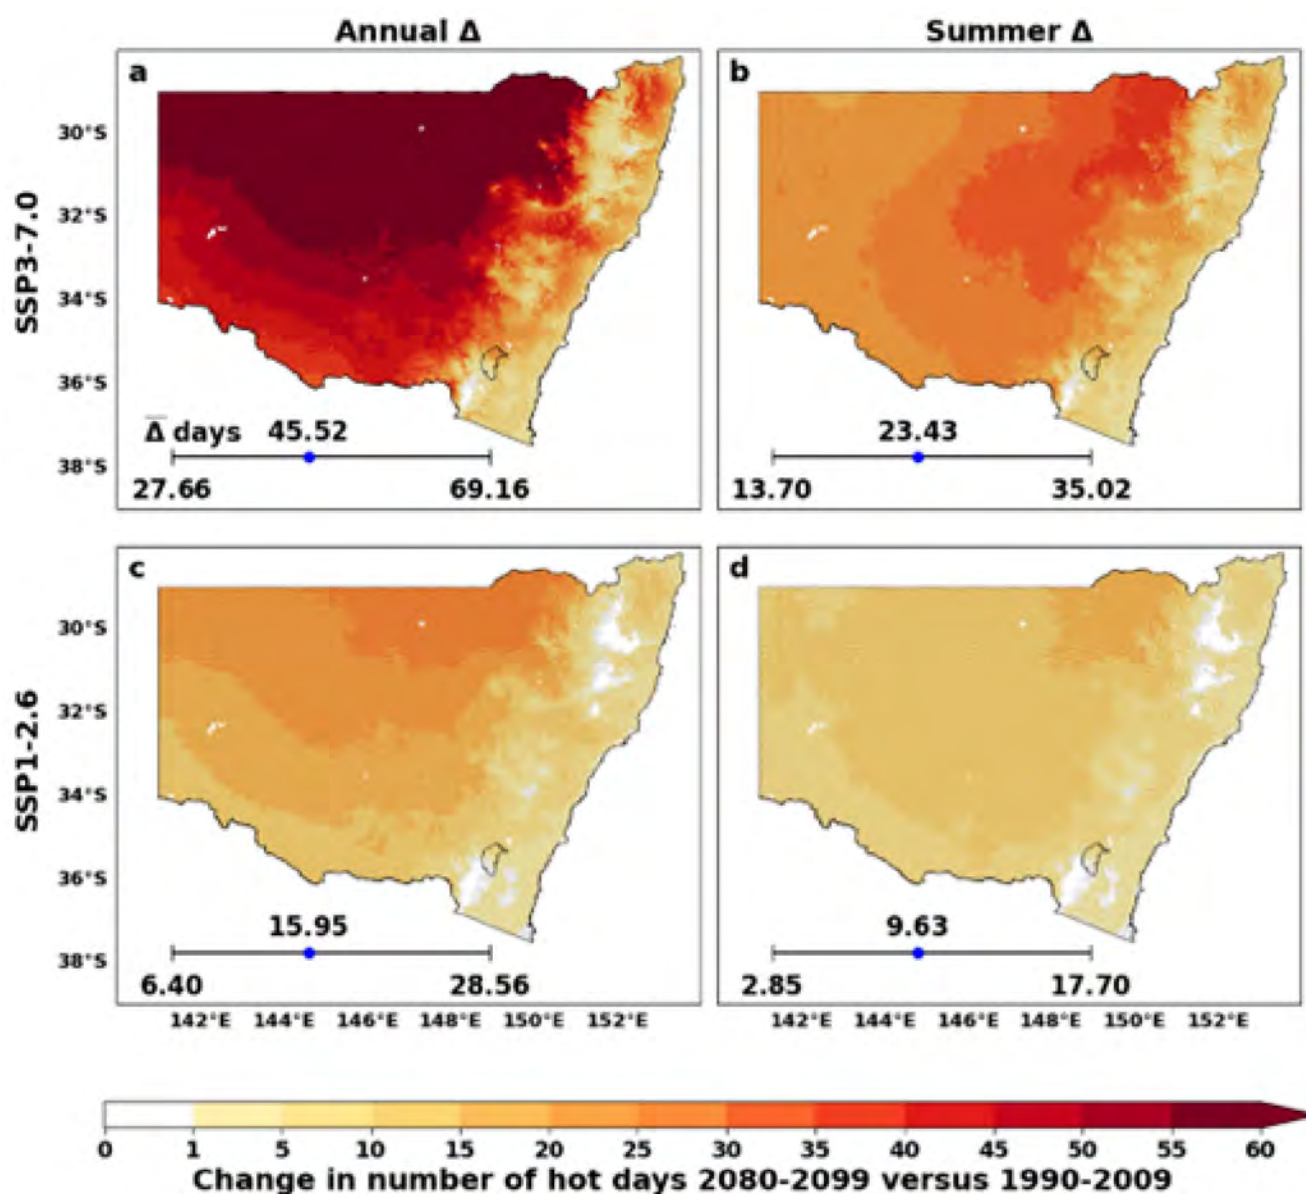 Annual Δ
Summer Δ
SSP3-7.0
a
b
30°S
32°S
34°S
36°S
38°S
Δ̅ days 45.52
27.66 69.16
23.43
13.70 35.02
SSP1-2.6
c
d
30°S
32°S
34°S
36°S
38°S
15.95
6.40 28.56
9.63
2.85 17.70
142°E 144°E 146°E 148°E 150°E 152°E
142°E 144°E 146°E 148°E 150°E 152°E
0 1 5 10 15 20 25 30 35 40 45 50 55 60
Change in number of hot days 2080-2099 versus 1990-2009